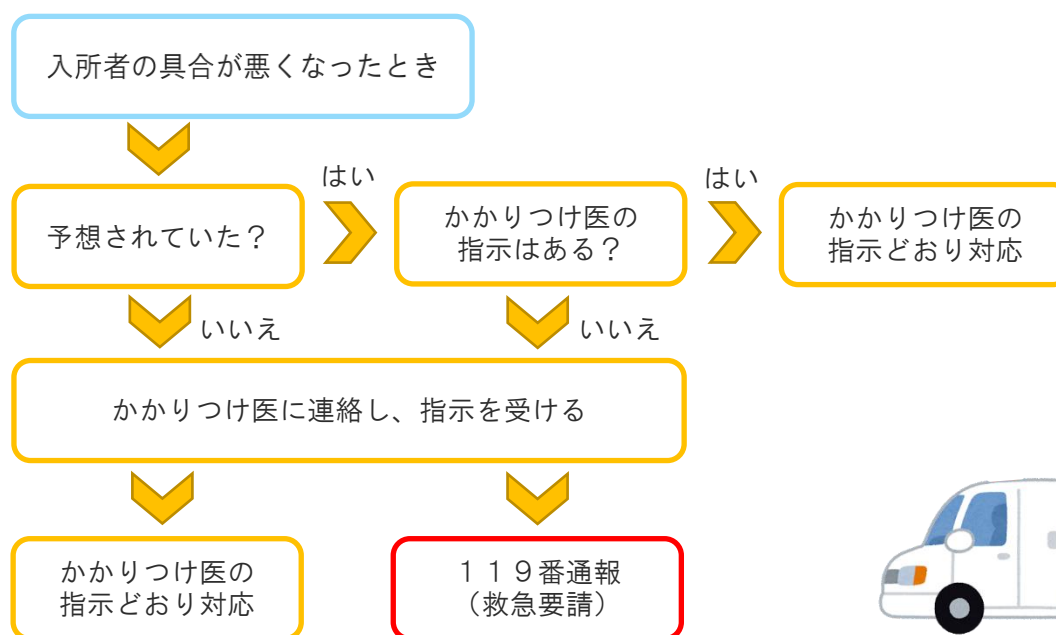 入所者の具合が悪くなったとき
予想されていた？
はい
かかりつけ医の
指示はある？
はい
かかりつけ医の
指示どおり対応
いいえ
いいえ
かかりつけ医に連絡し、指示を受ける
かかりつけ医の
指示どおり対応
１１９番通報
（救急要請）